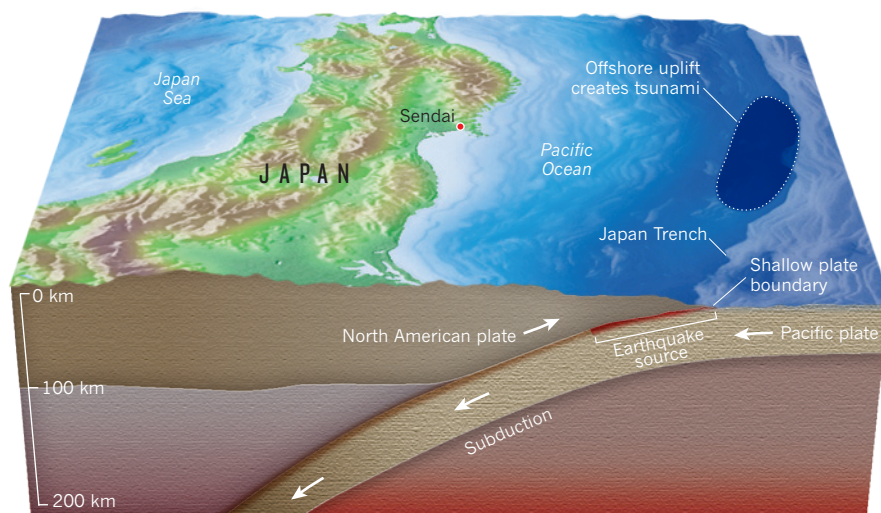 Japan
Sea
Offshore uplift
creates tsunami
Sendai
JAPAN
Pacific
Ocean
Japan Trench
Shallow plate
boundary
0 km
North American plate
Earthquake
source
Pacific plate
100 km
Subduction
200 km